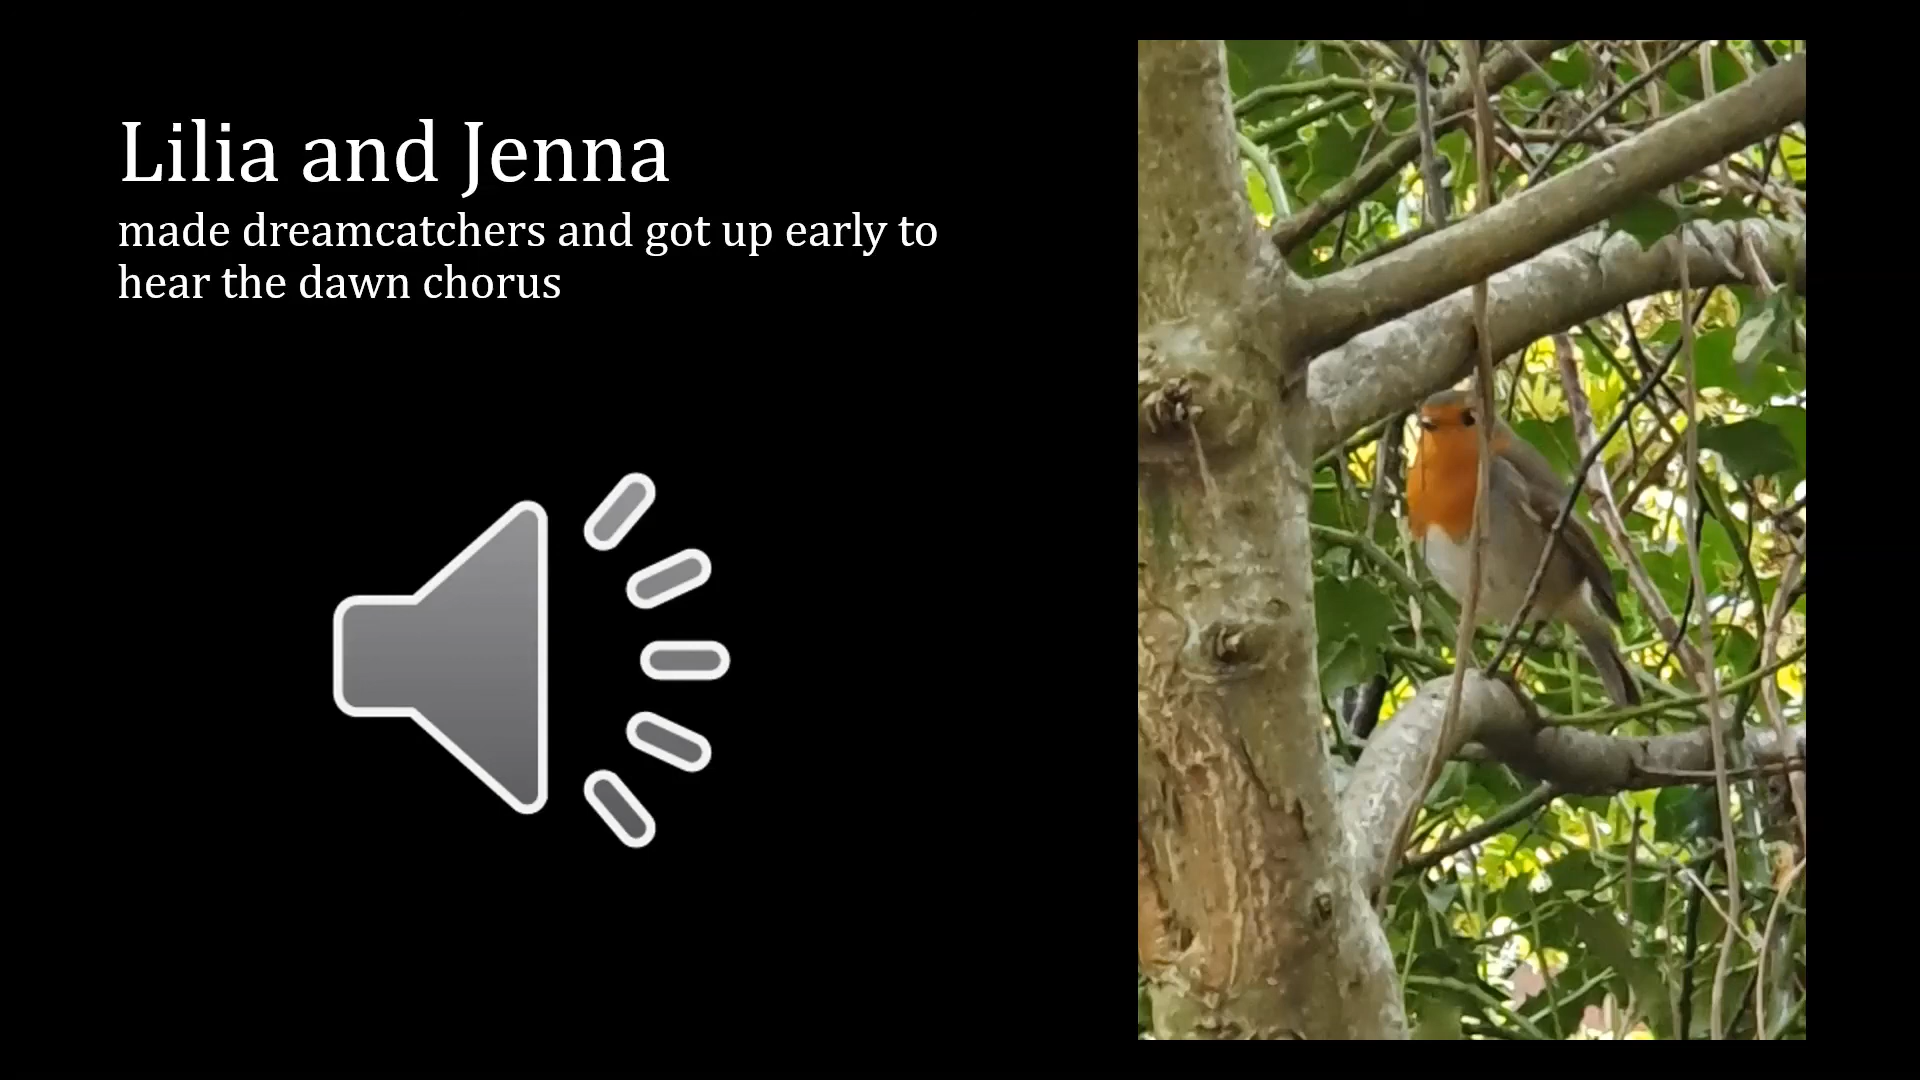 Lilia and Jenna
made dreamcatchers and got up early to
hear the dawn chorus